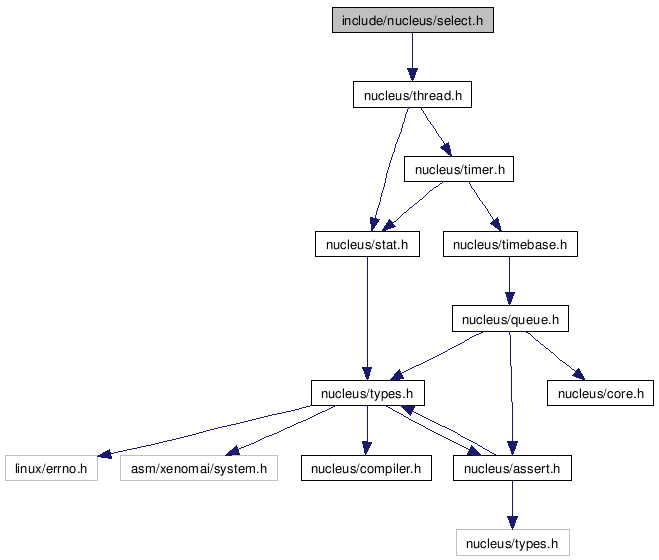 include/nucleus/select.h
nucleus/thread.h
nucleus/timer.h
nucleus/stat.h
nucleus/timebase.h
nucleus/queue.h
nucleus/types.h
nucleus/core.h
linux/errno.h
asm/xenomai/system.h
nucleus/compiler.h
nucleus/assert.h
nucleus/types.h